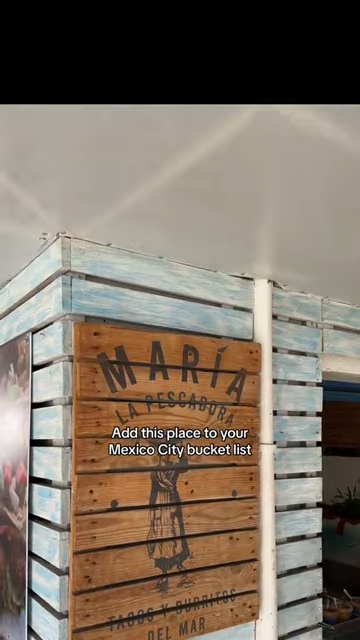 MARÍA
LA PESCADORA
Add this place to your
Mexico City bucket list
TACOS Y BURRITOS
DEL MAR